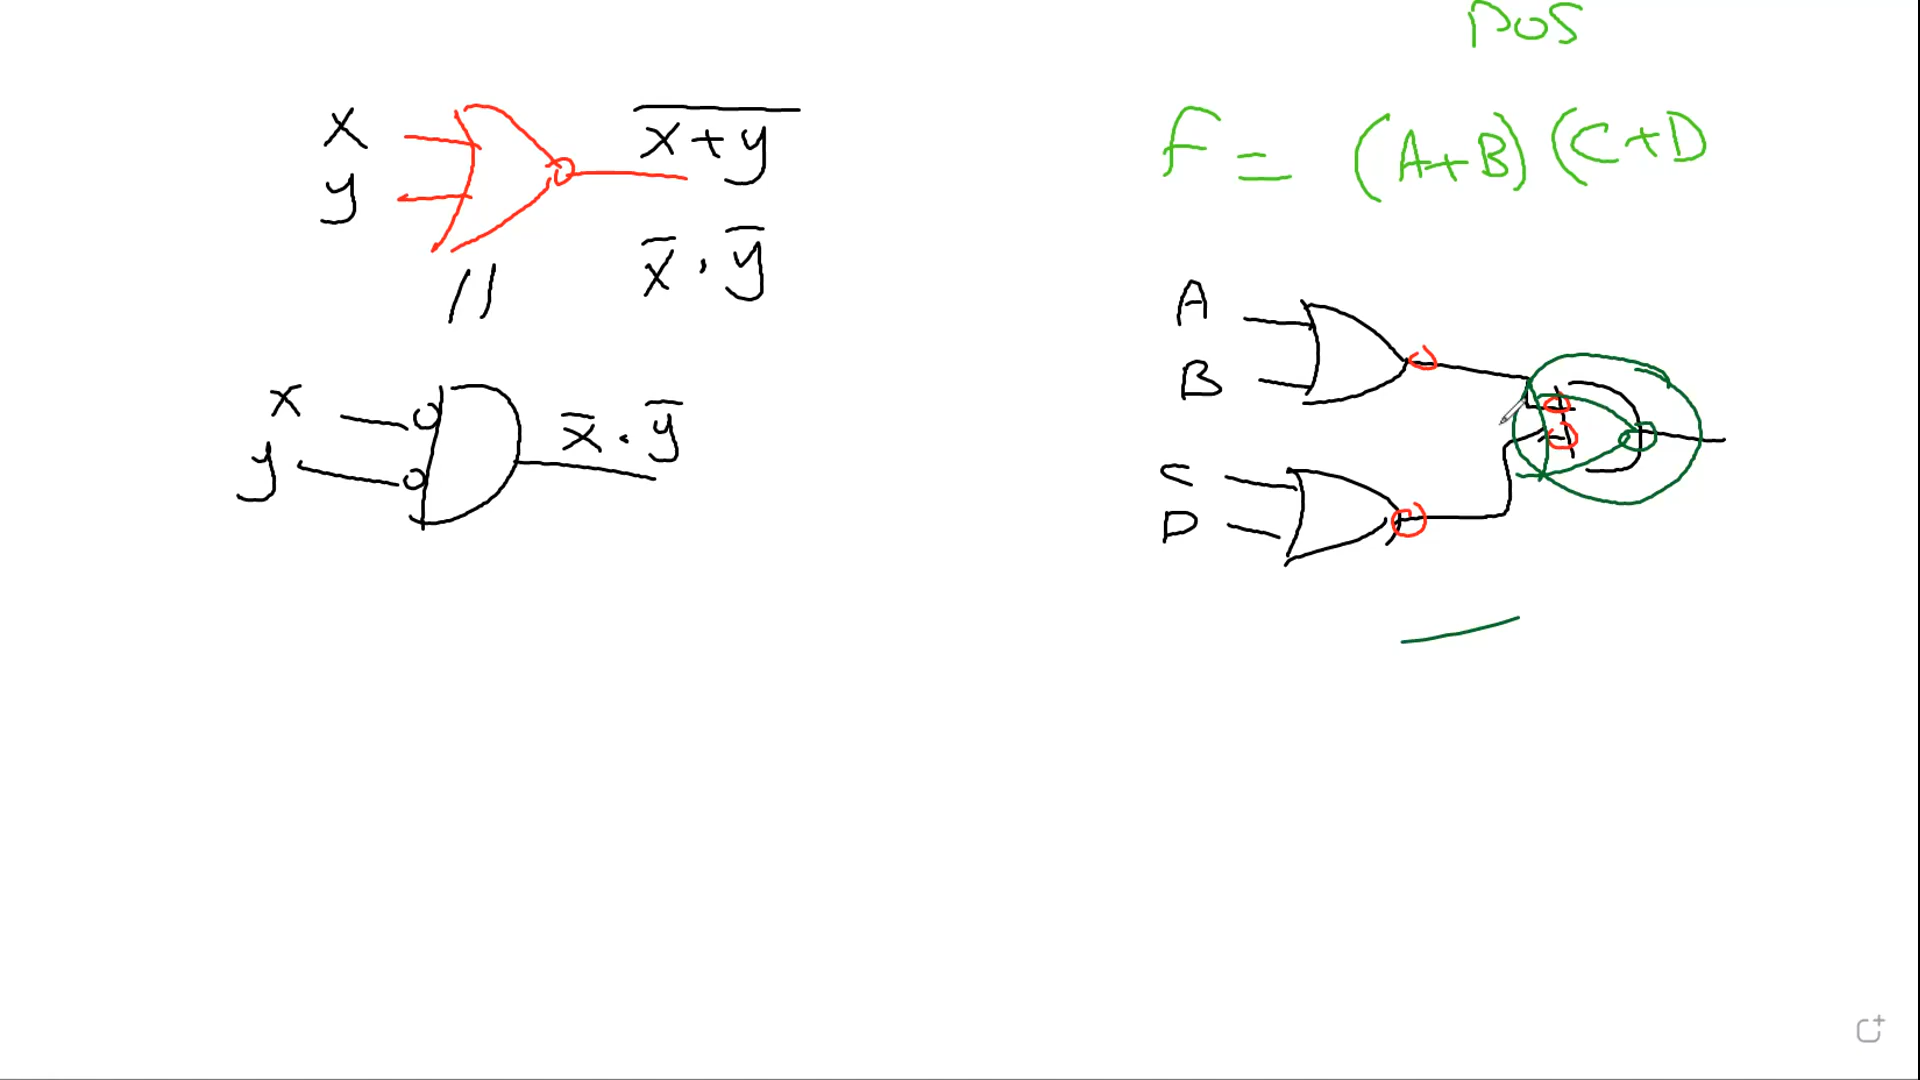 POS
x
y
x+y
F = (A+B) (C+D
x̄ . ȳ
A
B
x
y
x̄ . ȳ
C
D